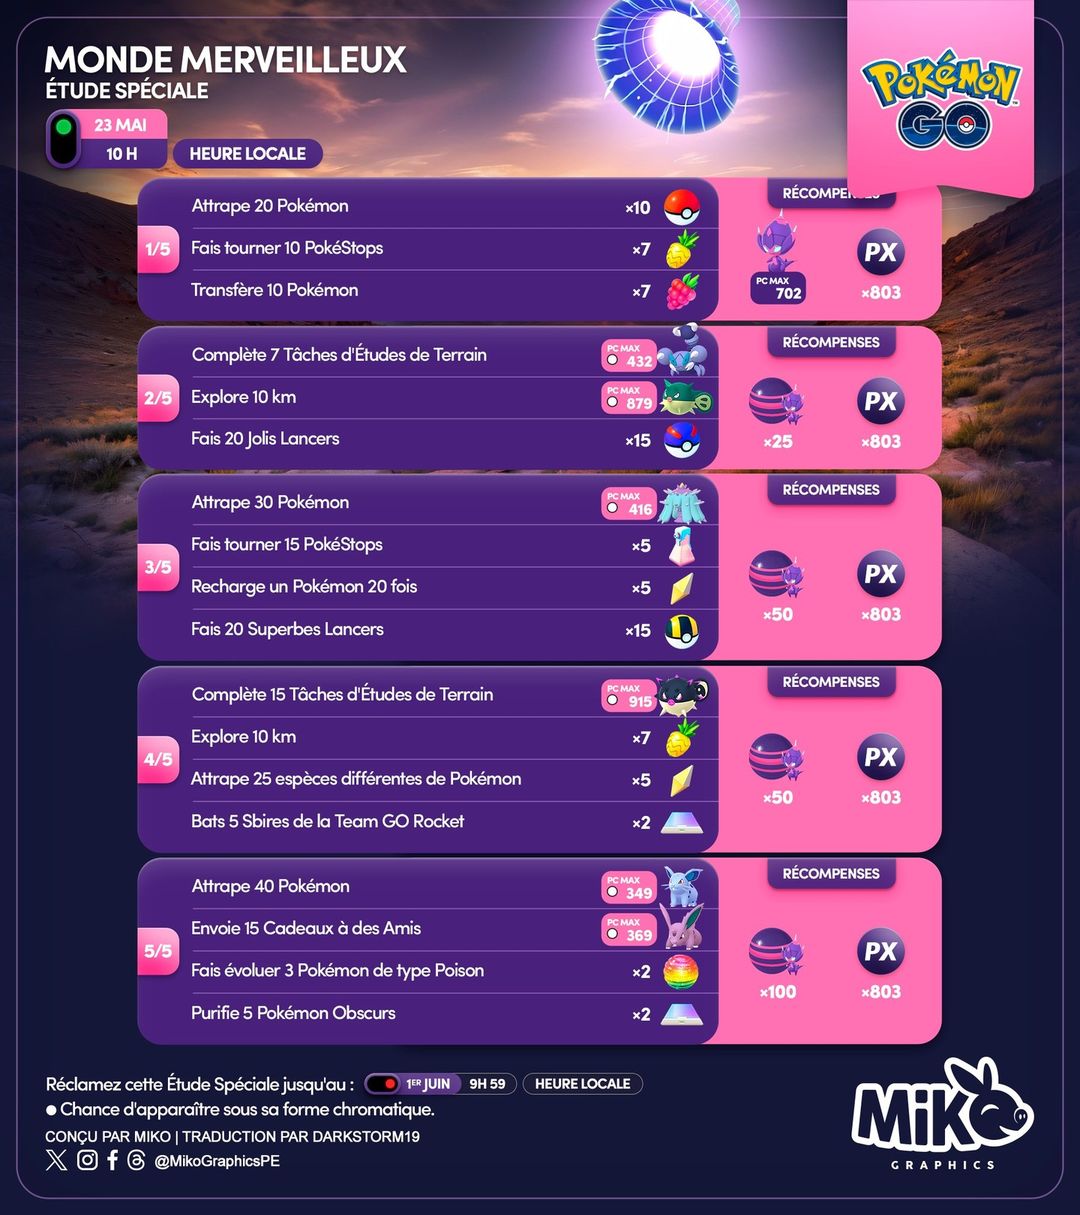 MONDE MERVEILLEUX
ÉTUDE SPÉCIALE
23 MAI
10 H
HEURE LOCALE
POKÉMON
GO
1/5
Attrape 20 Pokémon ×10
Fais tourner 10 PokéStops ×7
Transfère 10 Pokémon ×7
RÉCOMPENSES
PC MAX
702
PX
×803
2/5
Complète 7 Tâches d'Études de Terrain PC MAX 432
Explore 10 km PC MAX 879
Fais 20 Jolis Lancers ×15
RÉCOMPENSES
×25
PX
×803
3/5
Attrape 30 Pokémon PC MAX 416
Fais tourner 15 PokéStops ×5
Recharge un Pokémon 20 fois ×5
Fais 20 Superbes Lancers ×15
RÉCOMPENSES
×50
PX
×803
4/5
Complète 15 Tâches d'Études de Terrain PC MAX 915
Explore 10 km ×7
Attrape 25 espèces différentes de Pokémon ×5
Bats 5 Sbires de la Team GO Rocket ×2
RÉCOMPENSES
×50
PX
×803
5/5
Attrape 40 Pokémon PC MAX 349
Envoie 15 Cadeaux à des Amis PC MAX 369
Fais évoluer 3 Pokémon de type Poison ×2
Purifie 5 Pokémon Obscurs ×2
RÉCOMPENSES
×100
PX
×803
Réclamez cette Étude Spéciale jusqu'au : 1ER JUIN 9H 59 HEURE LOCALE
● Chance d'apparaître sous sa forme chromatique.
CONÇU PAR MIKO | TRADUCTION PAR DARKSTORM19
@MikoGraphicsPE
MiKO
GRAPHICS